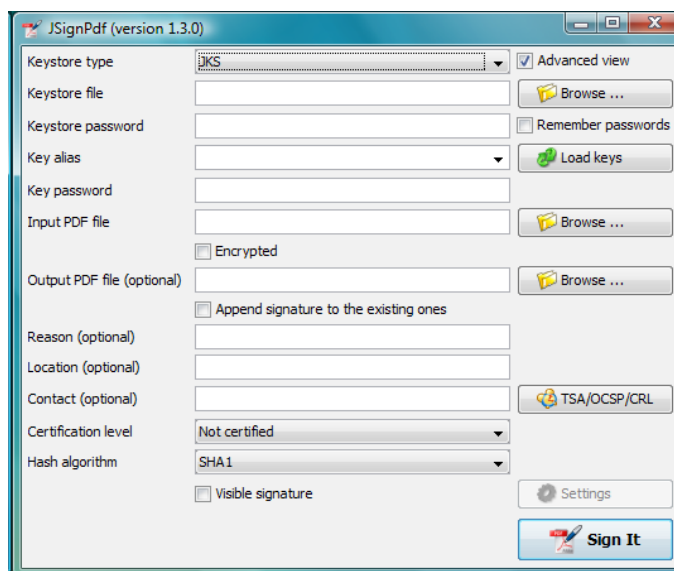 JSignPdf (version 1.3.0)
Keystore type JKS Advanced view
Keystore file Browse ...
Keystore password Remember passwords
Key alias Load keys
Key password
Input PDF file Browse ...
Encrypted
Output PDF file (optional) Browse ...
Append signature to the existing ones
Reason (optional)
Location (optional)
Contact (optional) TSA/OCSP/CRL
Certification level Not certified
Hash algorithm SHA1
Visible signature Settings
Sign It